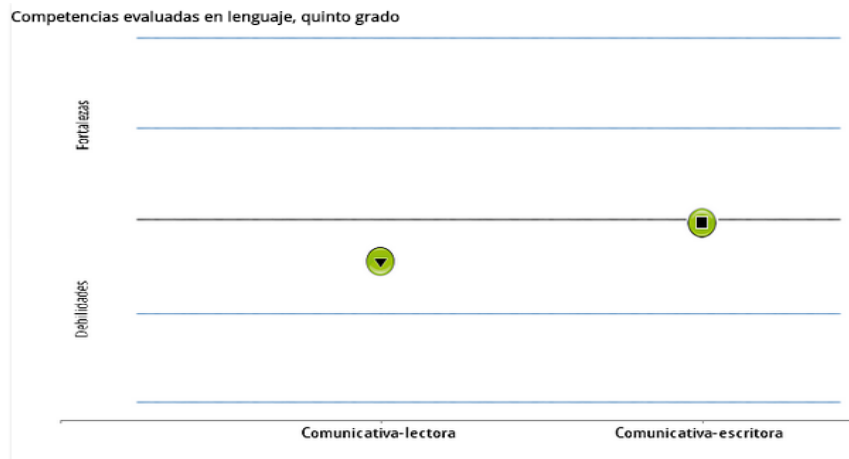 Competencias evaluadas en lenguaje, quinto grado
Fortalezas
Debilidades
Comunicativa-lectora
Comunicativa-escritora